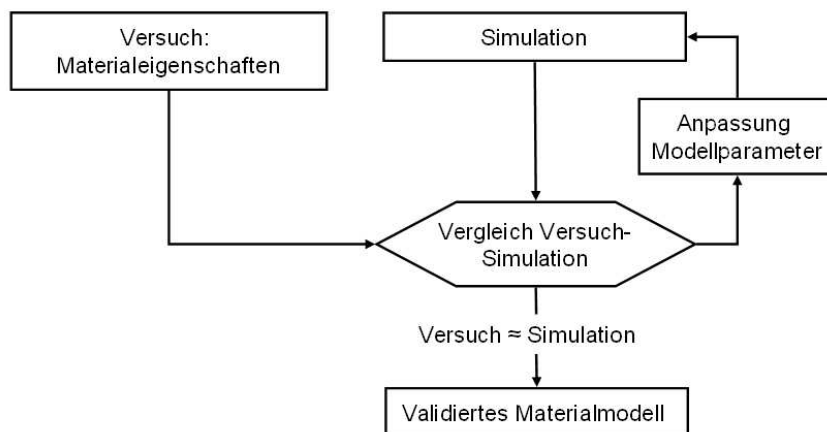 Versuch:
Materialeigenschaften
Simulation
Anpassung
Modellparameter
Vergleich Versuch-
Simulation
Versuch ≈ Simulation
Validiertes Materialmodell